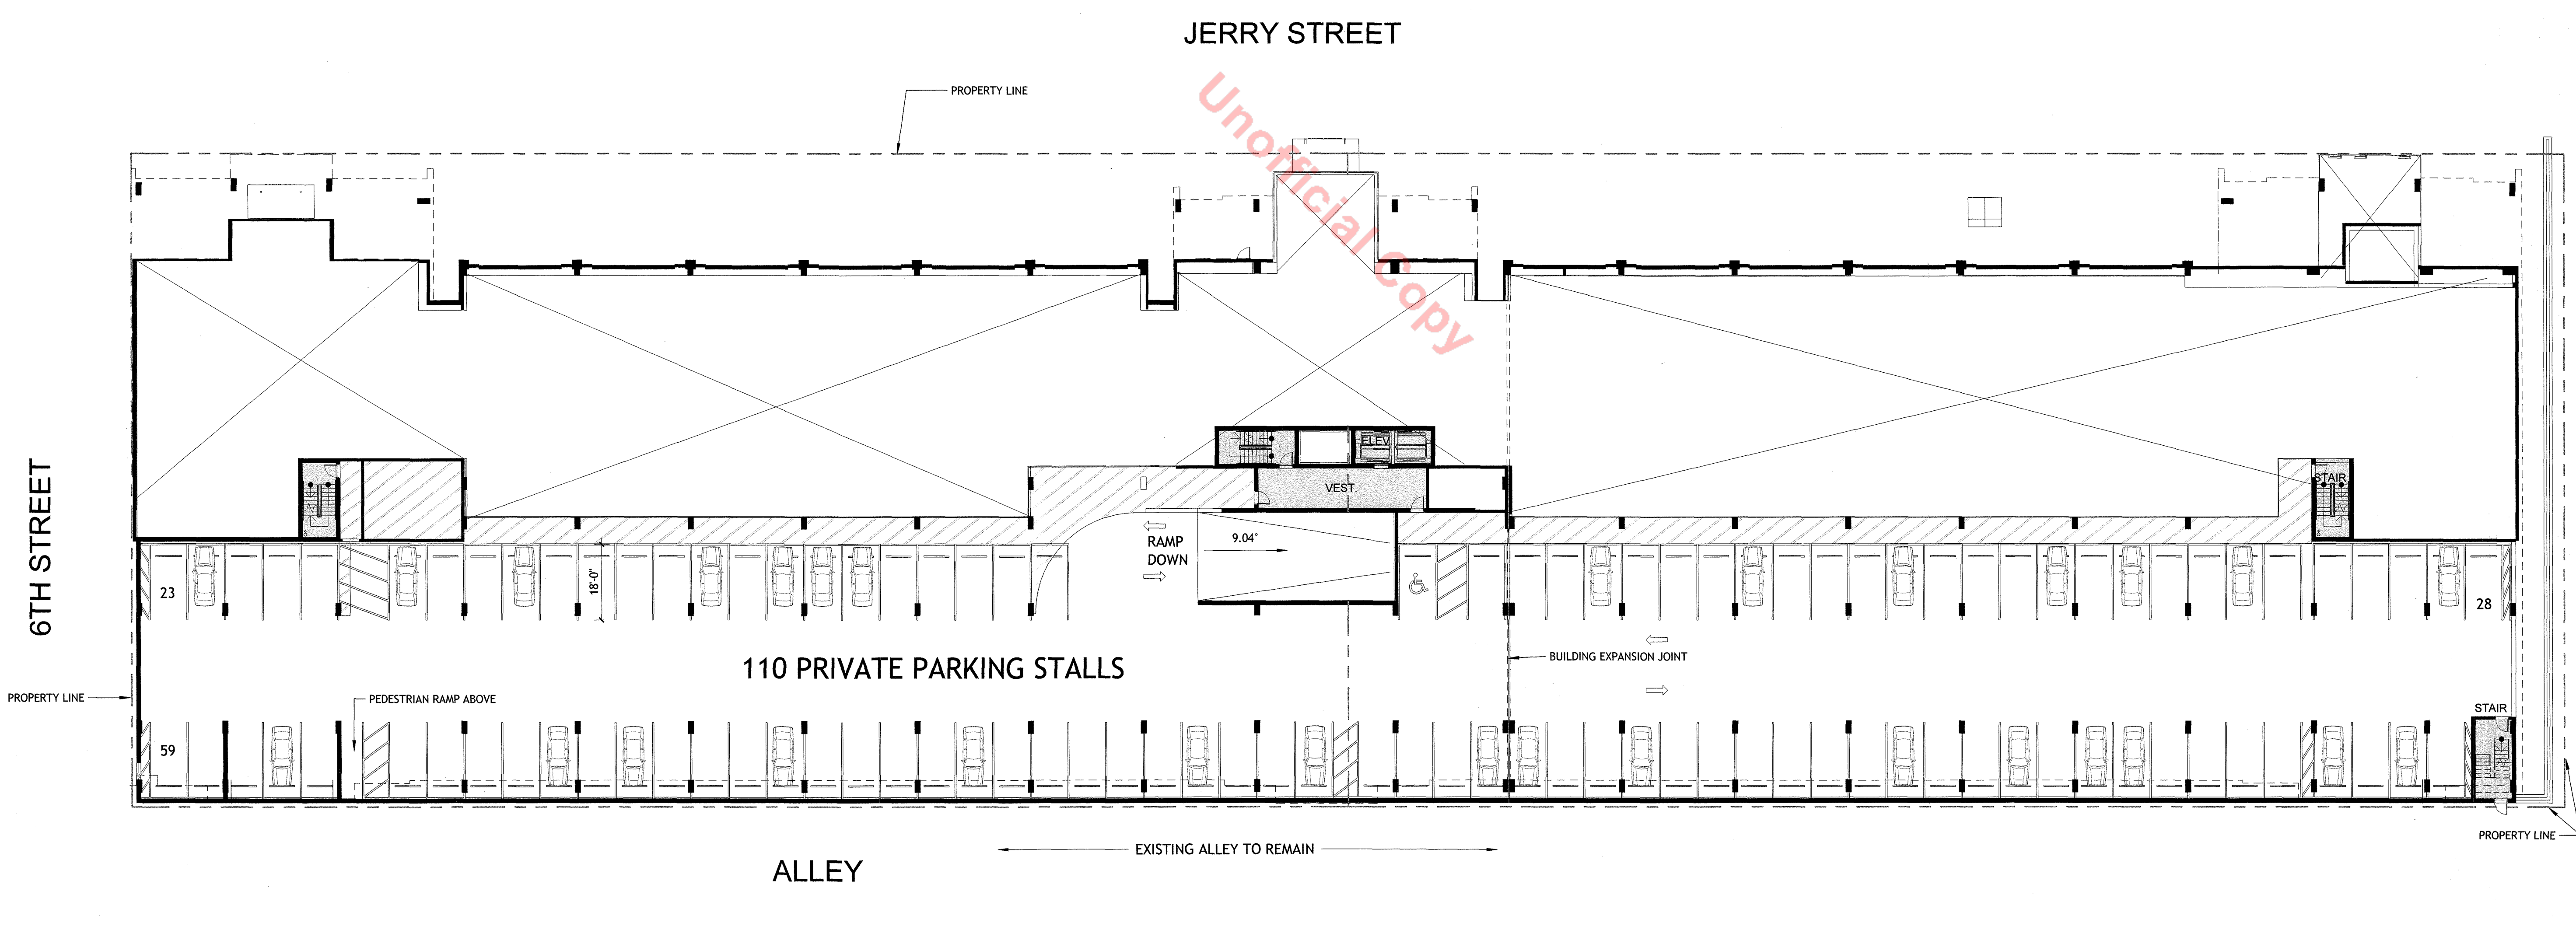 JERRY STREET
PROPERTY LINE
Unofficial Copy
ELEV
VEST.
STAIR
6TH STREET
RAMP
DOWN
9.04°
23
18'-0"
28
110 PRIVATE PARKING STALLS
BUILDING EXPANSION JOINT
PROPERTY LINE
PEDESTRIAN RAMP ABOVE
STAIR
59
PROPERTY LINE
EXISTING ALLEY TO REMAIN
ALLEY